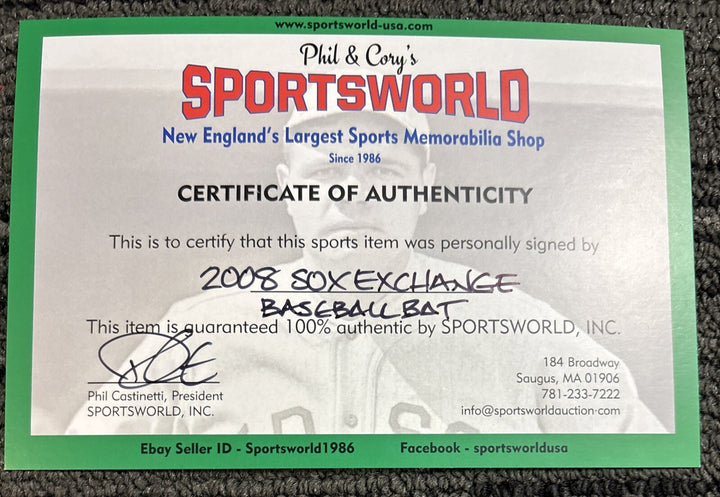 www.sportsworld-usa.com
Phil & Cory's
SPORTSWORLD
New England's Largest Sports Memorabilia Shop
Since 1986
CERTIFICATE OF AUTHENTICITY
This is to certify that this sports item was personally signed by
2008 SOX EXCHANGE
BASEBALL BAT
This item is guaranteed 100% authentic by SPORTSWORLD, INC.
Phil Castinetti, President
SPORTSWORLD, INC.
184 Broadway
Saugus, MA 01906
781-233-7222
info@sportsworldauction.com
Ebay Seller ID - Sportsworld1986 Facebook - sportsworldusa